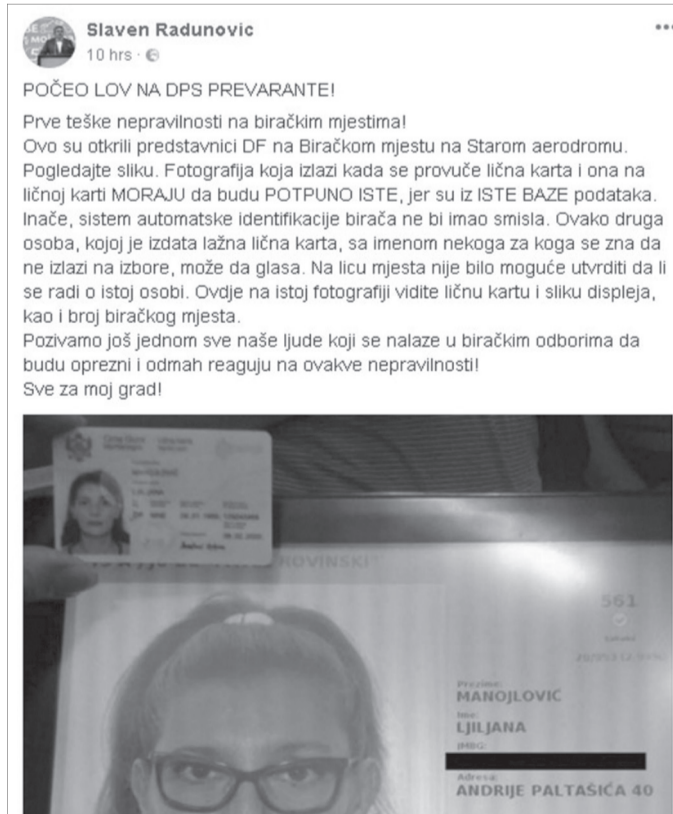 Slaven Radunovic
10 hrs
POČEO LOV NA DPS PREVARANTE!
Prve teške nepravilnosti na biračkim mjestima!
Ovo su otkrili predstavnici DF na Biračkom mjestu na Starom aerodromu.
Pogledajte sliku. Fotografija koja izlazi kada se provuče lična karta i ona na
ličnoj karti MORAJU da budu POTPUNO ISTE, jer su iz ISTE BAZE podataka.
Inače, sistem automatske identifikacije birača ne bi imao smisla. Ovako druga
osoba, kojoj je izdata lažna lična karta, sa imenom nekoga za koga se zna da
ne izlazi na izbore, može da glasa. Na licu mjesta nije bilo moguće utvrditi da li
se radi o istoj osobi. Ovdje na istoj fotografiji vidite ličnu kartu i sliku displeja,
kao i broj biračkog mjesta.
Pozivamo još jednom sve naše ljude koji se nalaze u biračkim odborima da
budu oprezni i odmah reaguju na ovakve nepravilnosti!
Sve za moj grad!
Crna Gora
ROVINSKI"
561
Prezime:
MANOJLOVIC
Ime:
LJILJANA
JMBG:
Adresa:
ANDRIJE PALTAŠIĆA 40